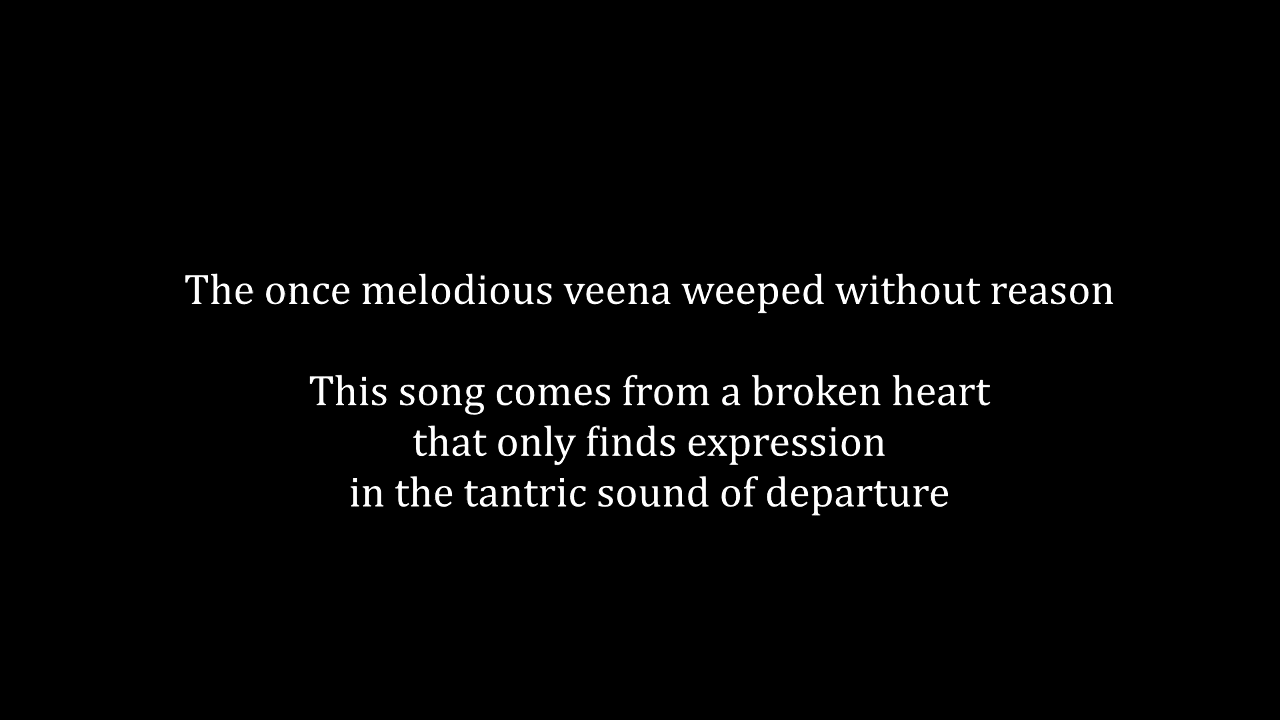 The once melodious veena weeped without reason
This song comes from a broken heart
that only finds expression
in the tantric sound of departure